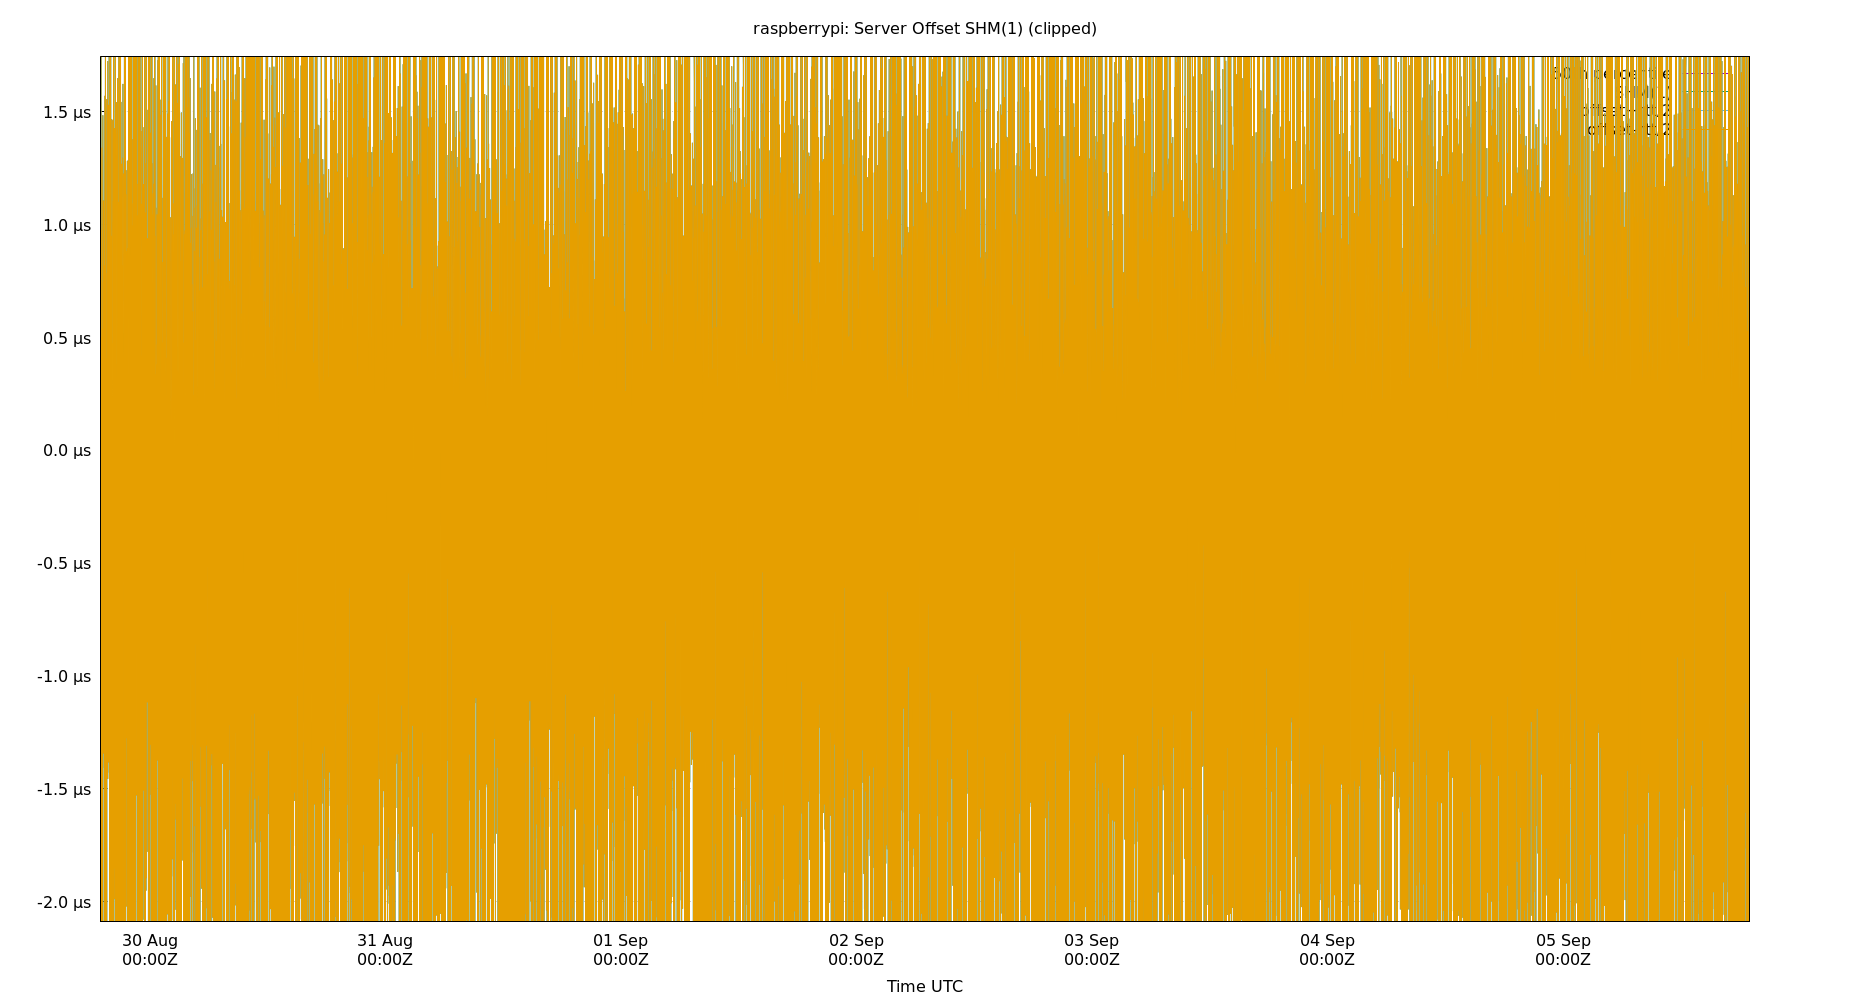 raspberrypi: Server Offset SHM(1) (clipped)
1.5 µs
1.0 µs
0.5 µs
0.0 µs
-0.5 µs
-1.0 µs
-1.5 µs
-2.0 µs
30 Aug 31 Aug 01 Sep 02 Sep 03 Sep 04 Sep 05 Sep
00:00Z 00:00Z 00:00Z 00:00Z 00:00Z 00:00Z 00:00Z
Time UTC